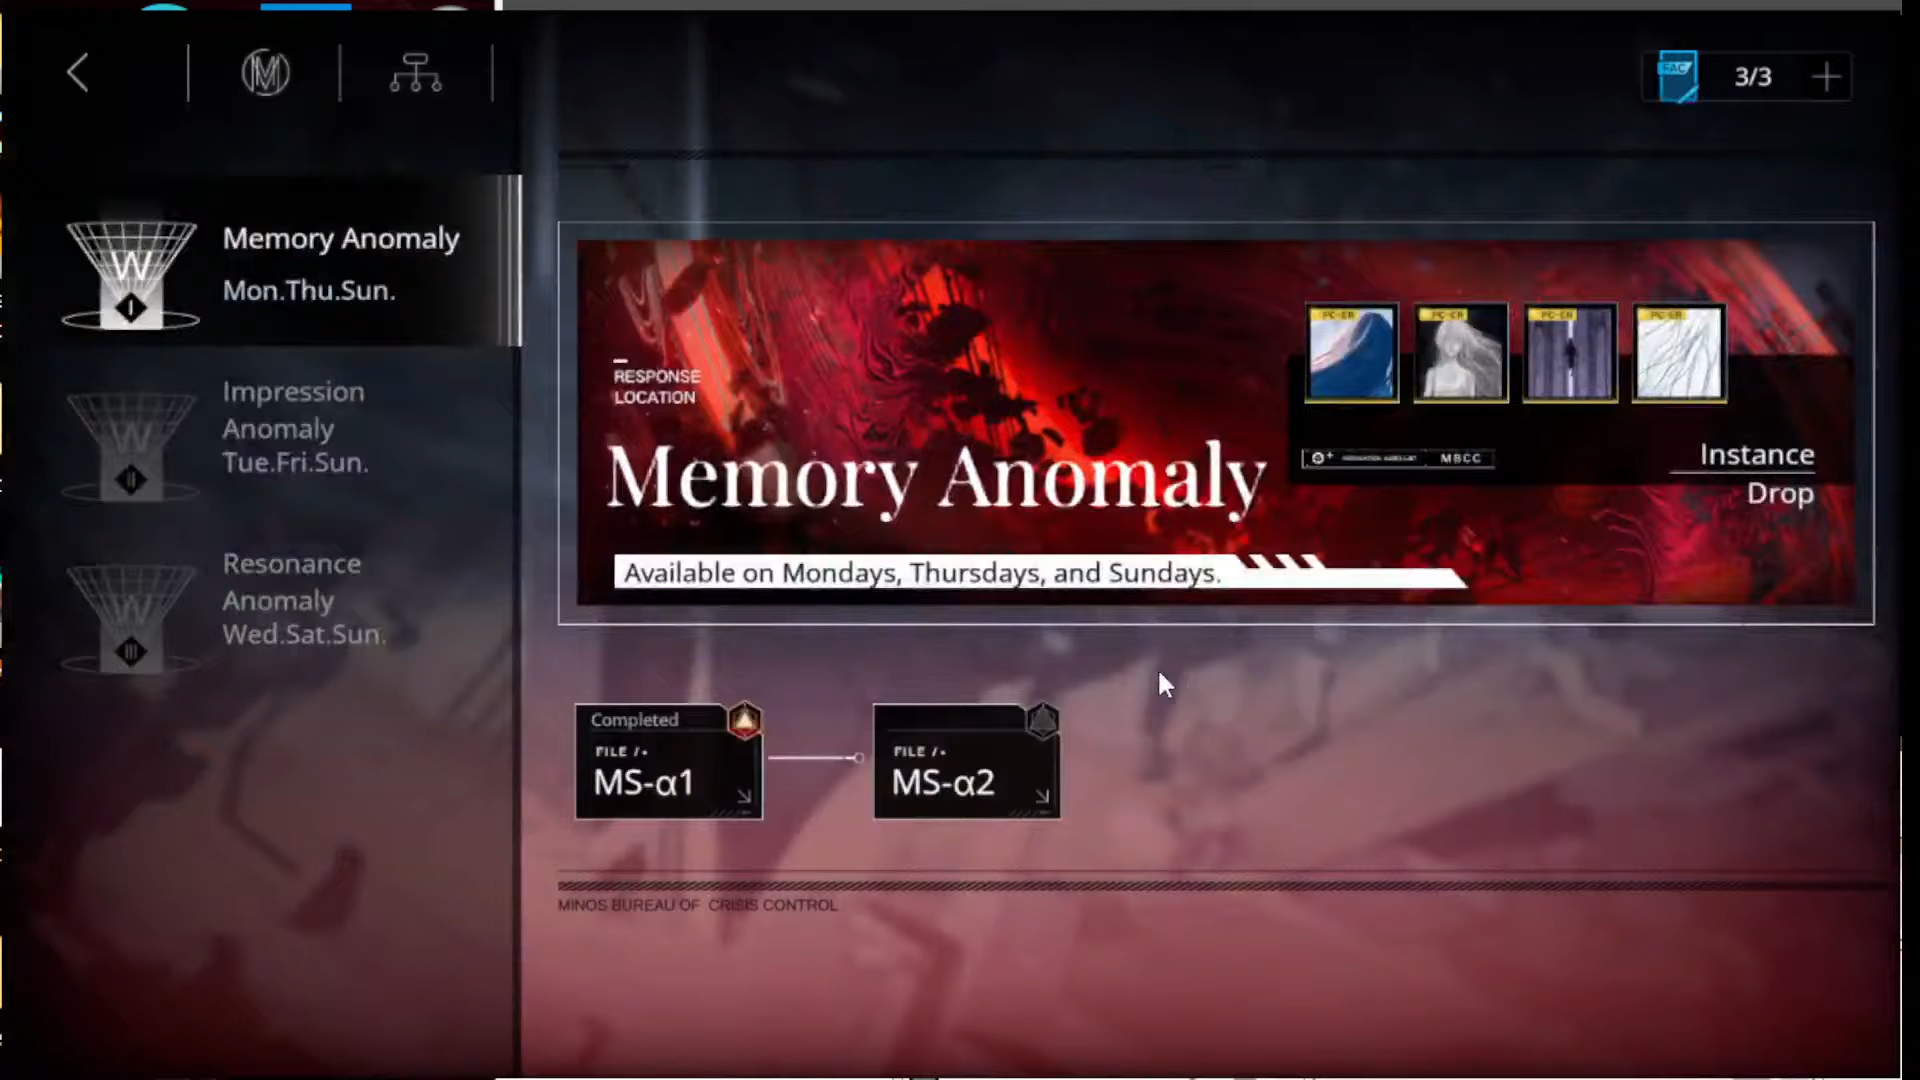 FAC
3/3
Memory Anomaly
Mon.Thu.Sun.
Impression
Anomaly
Tue.Fri.Sun.
Resonance
Anomaly
Wed.Sat.Sun.
RESPONSE
LOCATION
Memory Anomaly
Available on Mondays, Thursdays, and Sundays.
MBCC
Instance
Drop
Completed
FILE /•
MS-α1
FILE /•
MS-α2
MINOS BUREAU OF CRISIS CONTROL